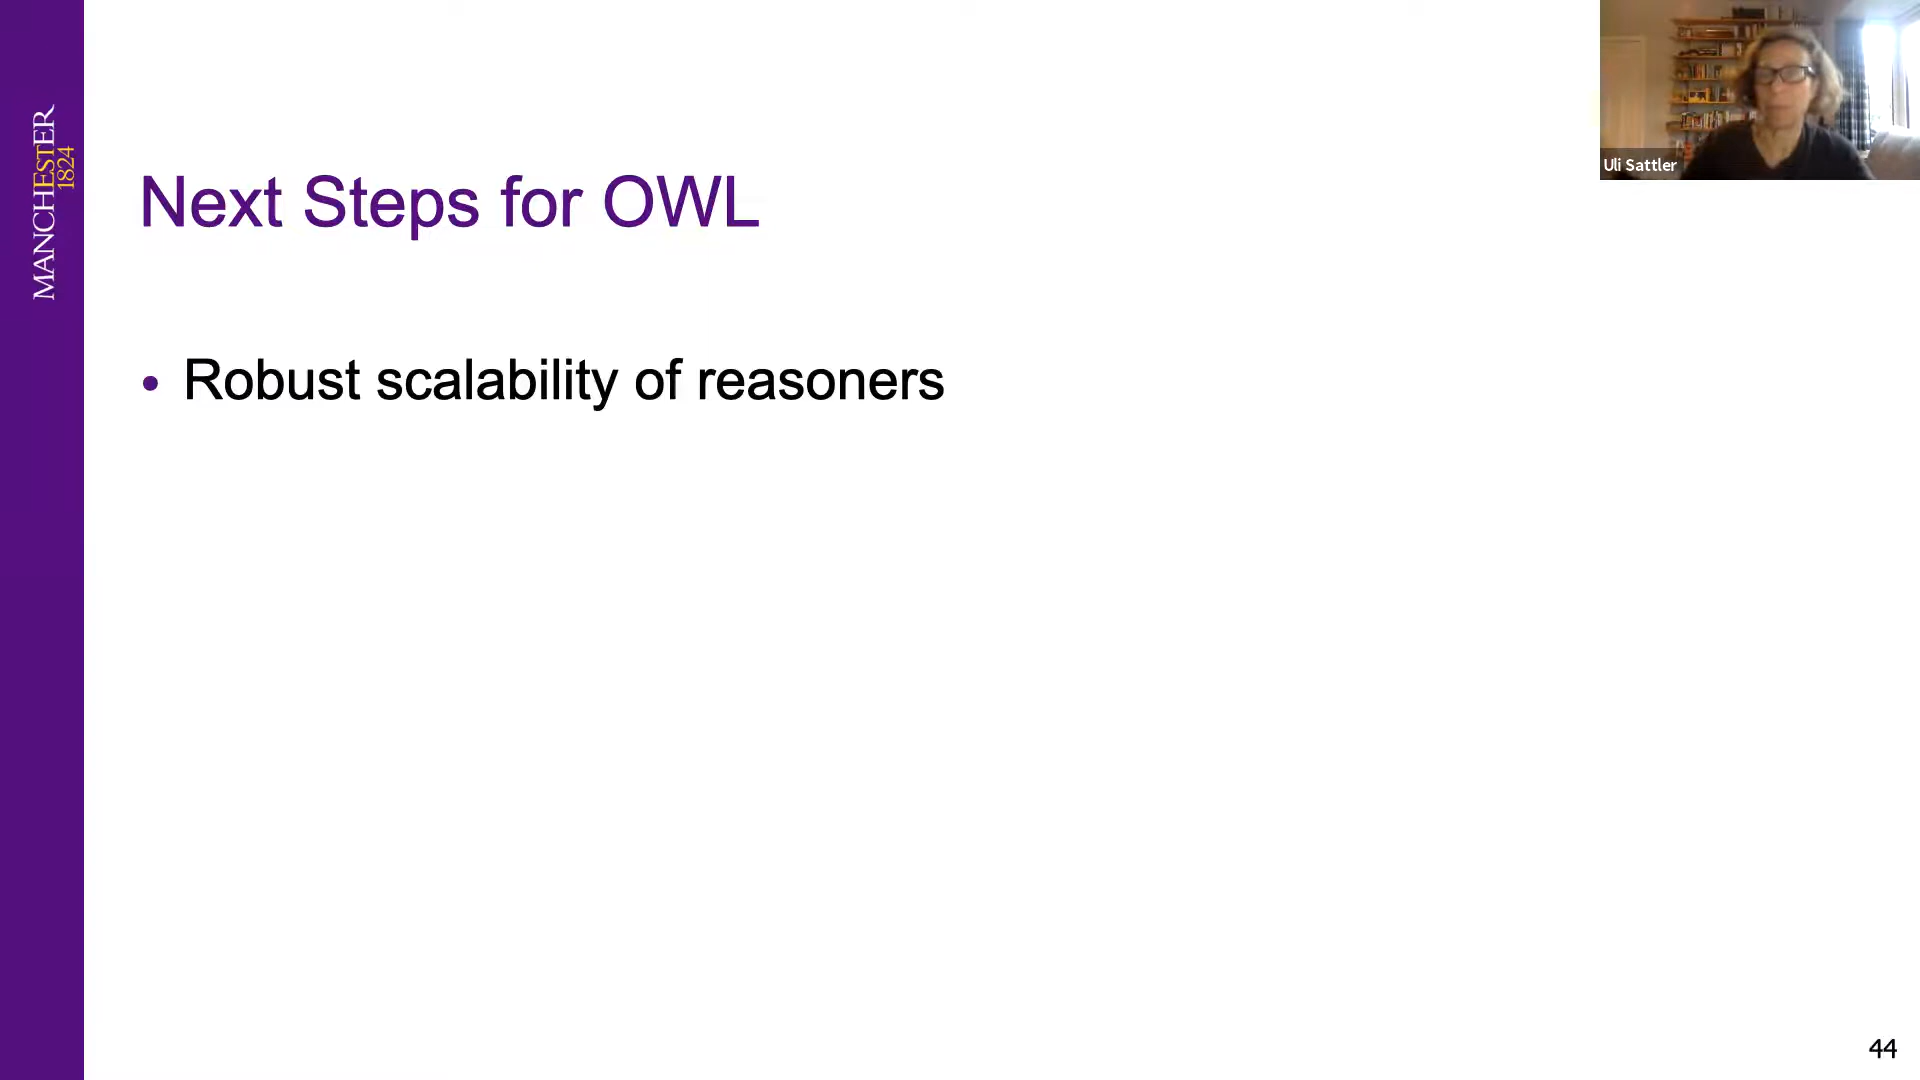 MANCHESTER
1824
Uli Sattler
Next Steps for OWL
• Robust scalability of reasoners
44